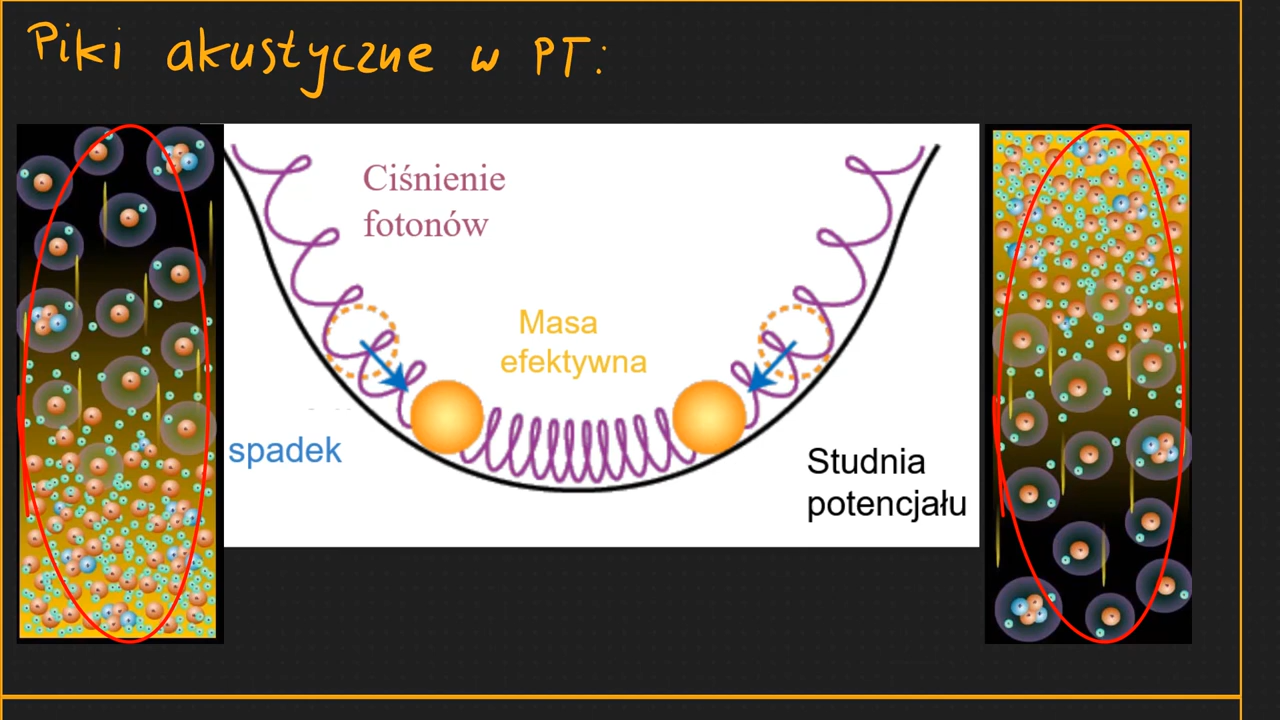 Piki akustyczne w PT:
Ciśnienie
fotonów
Masa
efektywna
spadek
Studnia
potencjału